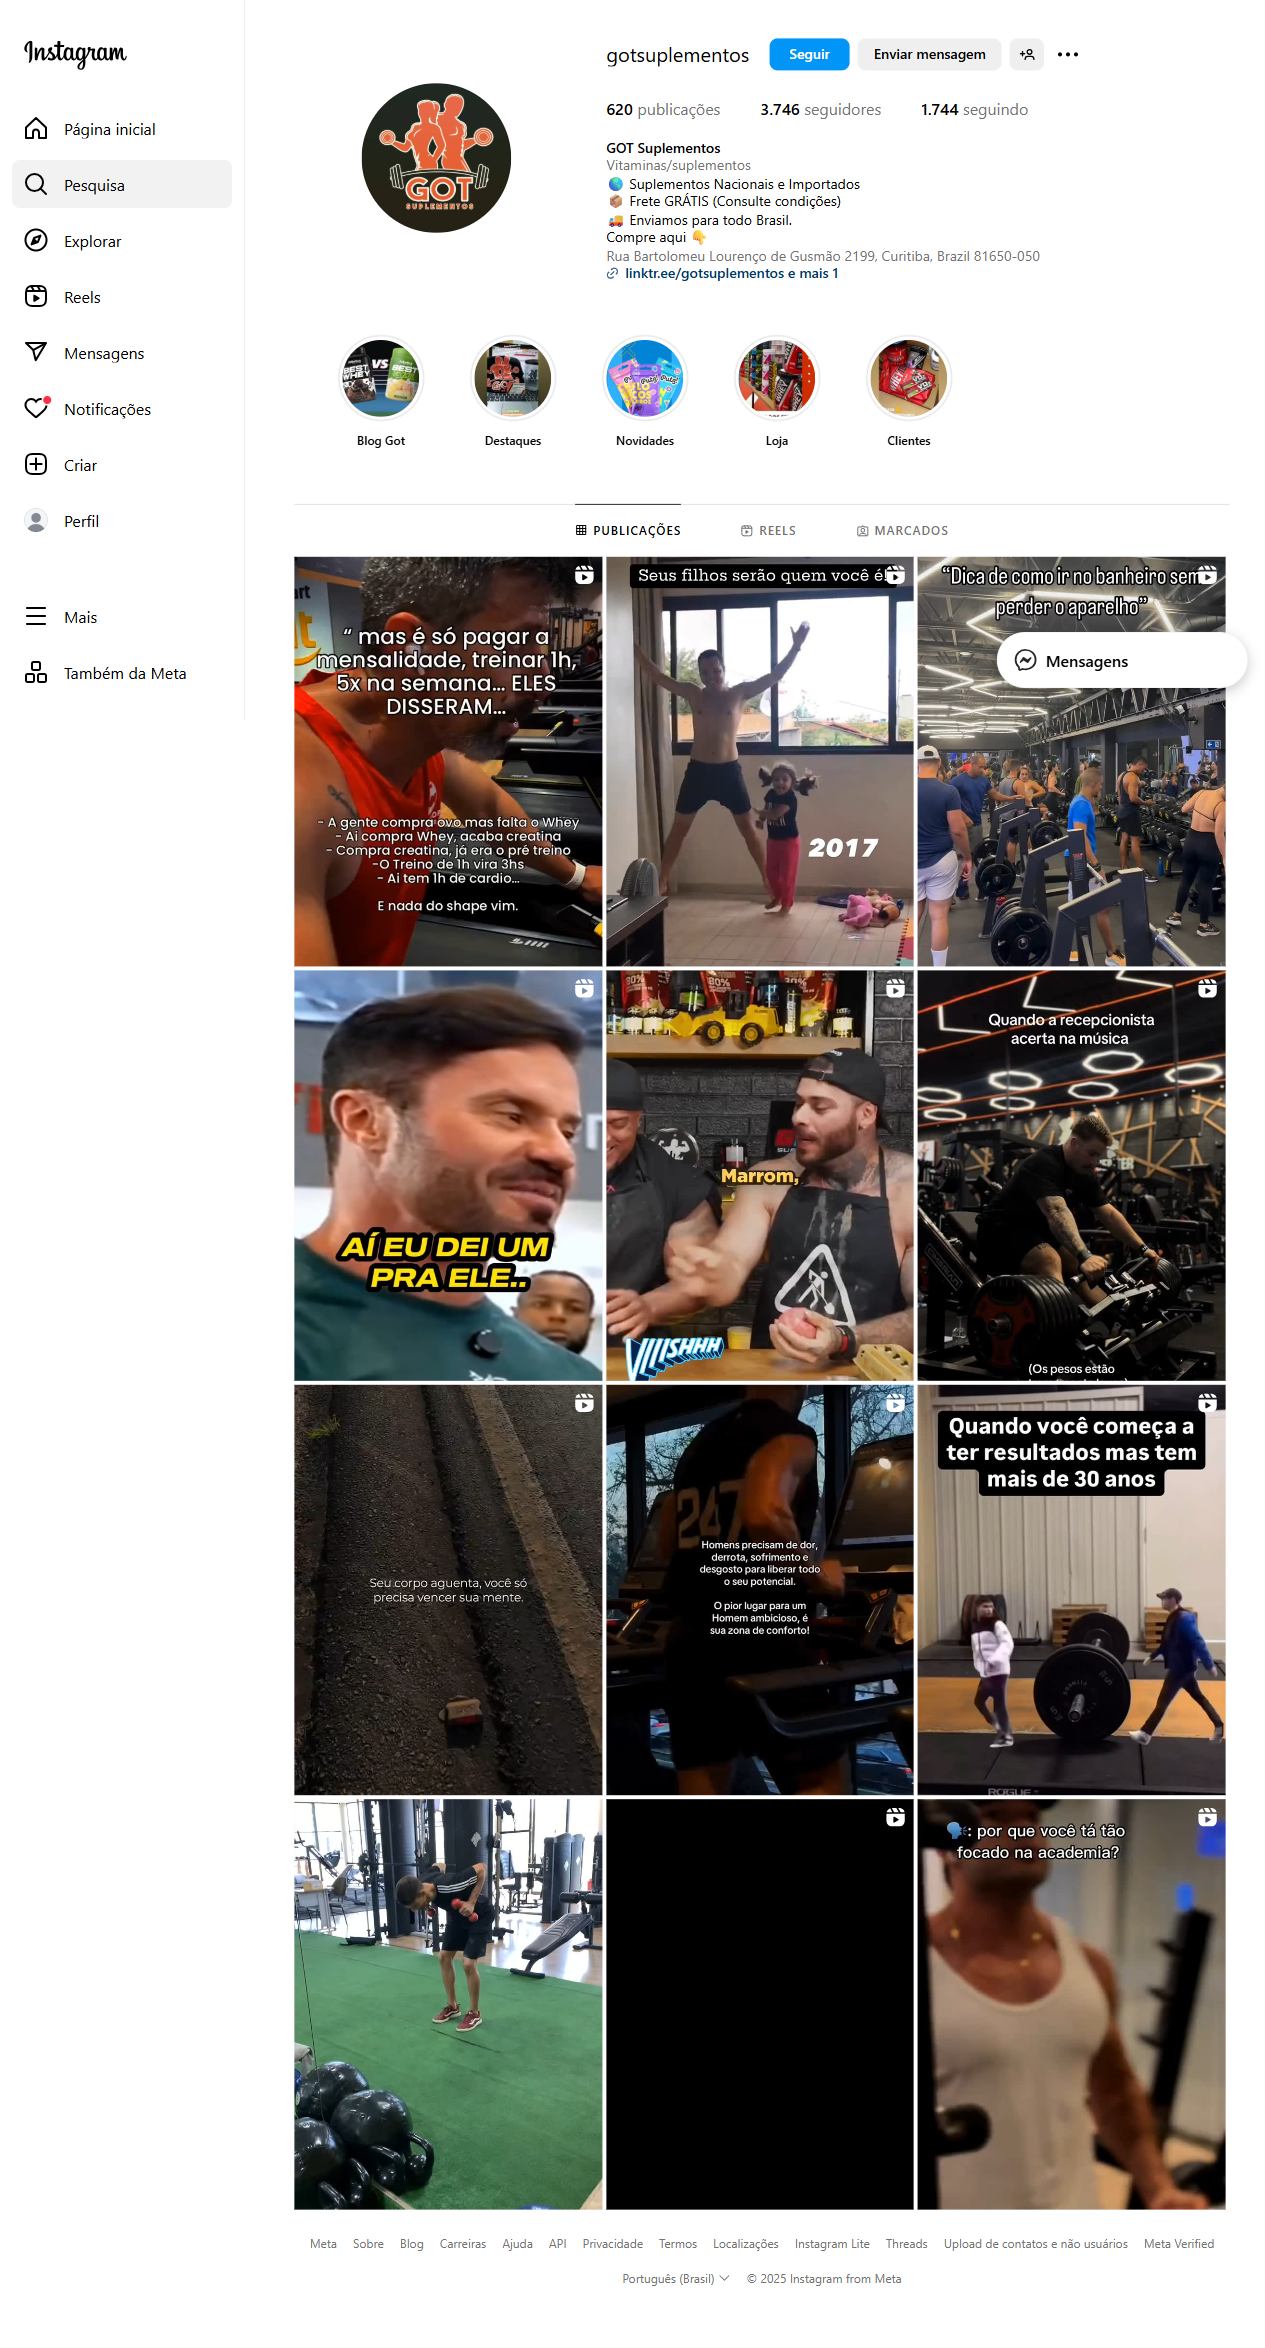 Instagram
Página inicial
Pesquisa
Explorar
Reels
Mensagens
Notificações
Criar
Perfil
Mais
Também da Meta
gotsuplementos
Seguir
Enviar mensagem
620 publicações
3.746 seguidores
1.744 seguindo
GOT Suplementos
Vitaminas/suplementos
🌎 Suplementos Nacionais e Importados
📦 Frete GRÁTIS (Consulte condições)
🚚 Enviamos para todo Brasil.
Compre aqui 👇
Rua Bartolomeu Lourenço de Gusmão 2199, Curitiba, Brazil 81650-050
linktr.ee/gotsuplementos e mais 1
GOT
SUPLEMENTOS
BEST WHEY
VS
BEST
GOT
Blog Got
Destaques
Novidades
Loja
Clientes
PUBLICAÇÕES
REELS
MARCADOS
“ mas é só pagar a
mensalidade, treinar 1h,
5x na semana... ELES
DISSERAM...
- A gente compra ovo mas falta o Whey
- Ai compra Whey, acaba creatina
- Compra creatina, já era o pré treino
-O Treino de 1h vira 3hs
- Ai tem 1h de cardio...
E nada do shape vim.
Seus filhos serão quem você é!
2017
“Dica de como ir no banheiro sem
perder o aparelho”
Mensagens
AÍ EU DEI UM
PRA ELE..
80%
Marrom,
VIIISHHH
Quando a recepcionista
acerta na música
(Os pesos estão
Seu corpo aguenta, você só
precisa vencer sua mente.
247
Homens precisam de dor,
derrota, sofrimento e
desgosto para liberar todo
o seu potencial.
O pior lugar para um
Homem ambicioso, é
sua zona de conforto!
Quando você começa a
ter resultados mas tem
mais de 30 anos
ROGUE
🗣️: por que você tá tão
focado na academia?
Meta
Sobre
Blog
Carreiras
Ajuda
API
Privacidade
Termos
Localizações
Instagram Lite
Threads
Upload de contatos e não usuários
Meta Verified
Português (Brasil)
© 2025 Instagram from Meta